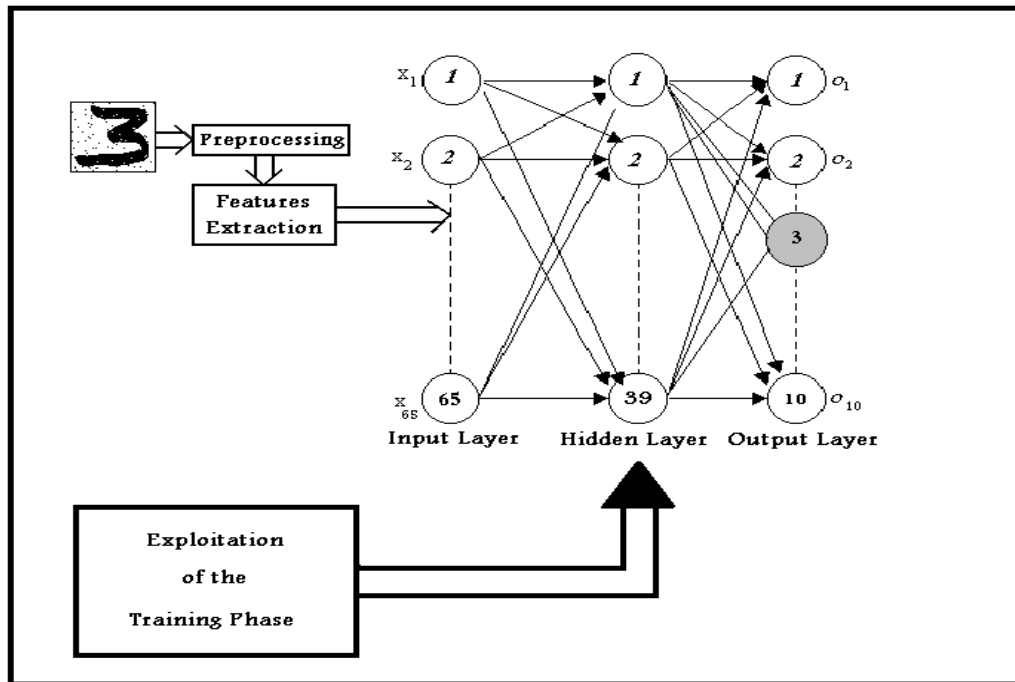 3
Preprocessing
Features
Extraction
x1
x2
x65
1
2
65
Input Layer
1
2
39
Hidden Layer
1
2
3
10
o1
o2
o10
Output Layer
Exploitation
of the
Training Phase